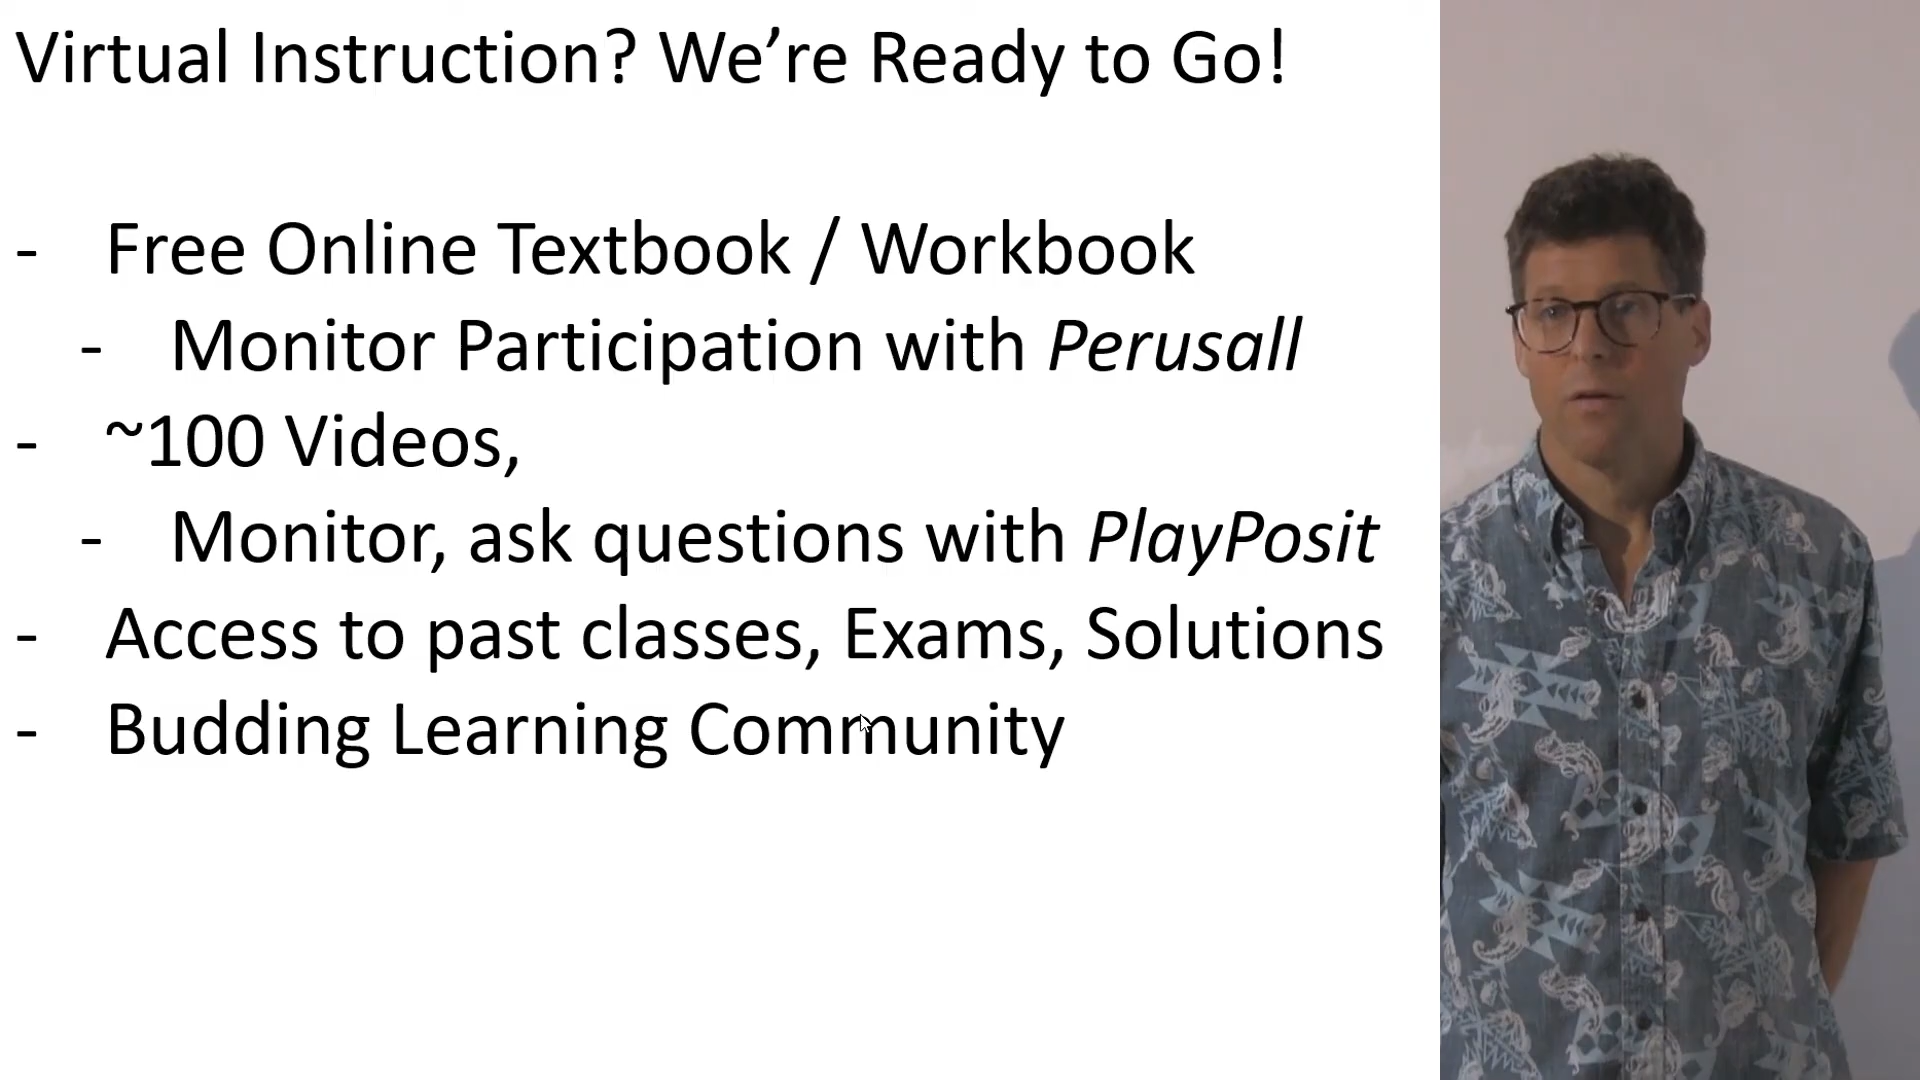 Virtual Instruction? We’re Ready to Go!
- Free Online Textbook / Workbook
- Monitor Participation with Perusall
- ~100 Videos,
- Monitor, ask questions with PlayPosit
- Access to past classes, Exams, Solutions
- Budding Learning Community